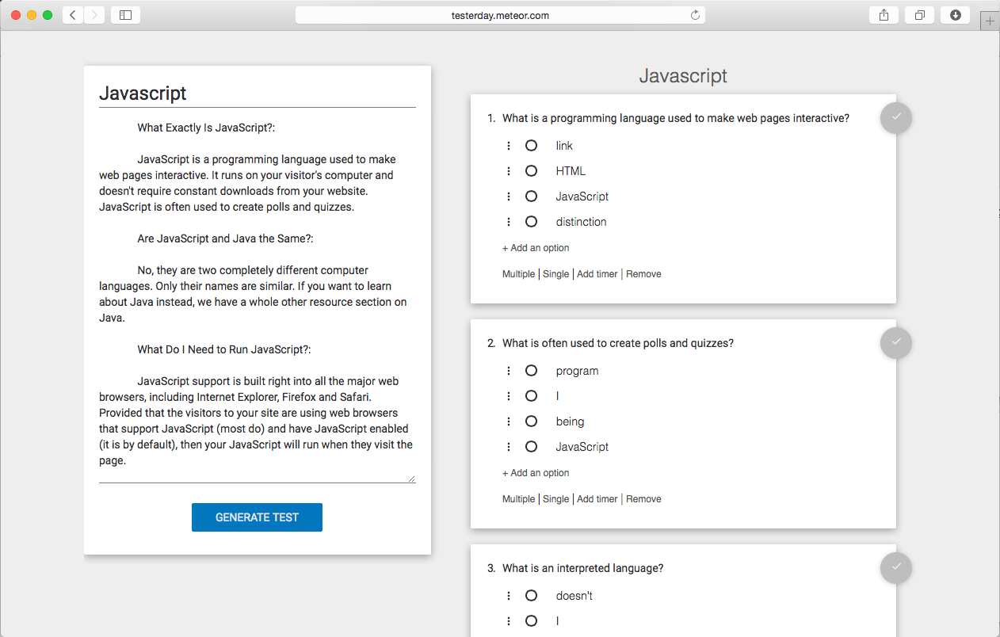 testerday.meteor.com
Javascript
What Exactly Is JavaScript?:
JavaScript is a programming language used to make
web pages interactive. It runs on your visitor's computer and
doesn't require constant downloads from your website.
JavaScript is often used to create polls and quizzes.
Are JavaScript and Java the Same?:
No, they are two completely different computer
languages. Only their names are similar. If you want to learn
about Java instead, we have a whole other resource section on
Java.
What Do I Need to Run JavaScript?:
JavaScript support is built right into all the major web
browsers, including Internet Explorer, Firefox and Safari.
Provided that the visitors to your site are using web browsers
that support JavaScript (most do) and have JavaScript enabled
(it is by default), then your JavaScript will run when they visit the
page.
GENERATE TEST
Javascript
1. What is a programming language used to make web pages interactive?
link
HTML
JavaScript
distinction
+ Add an option
Multiple | Single | Add timer | Remove
2. What is often used to create polls and quizzes?
program
I
being
JavaScript
+ Add an option
Multiple | Single | Add timer | Remove
3. What is an interpreted language?
doesn't
I